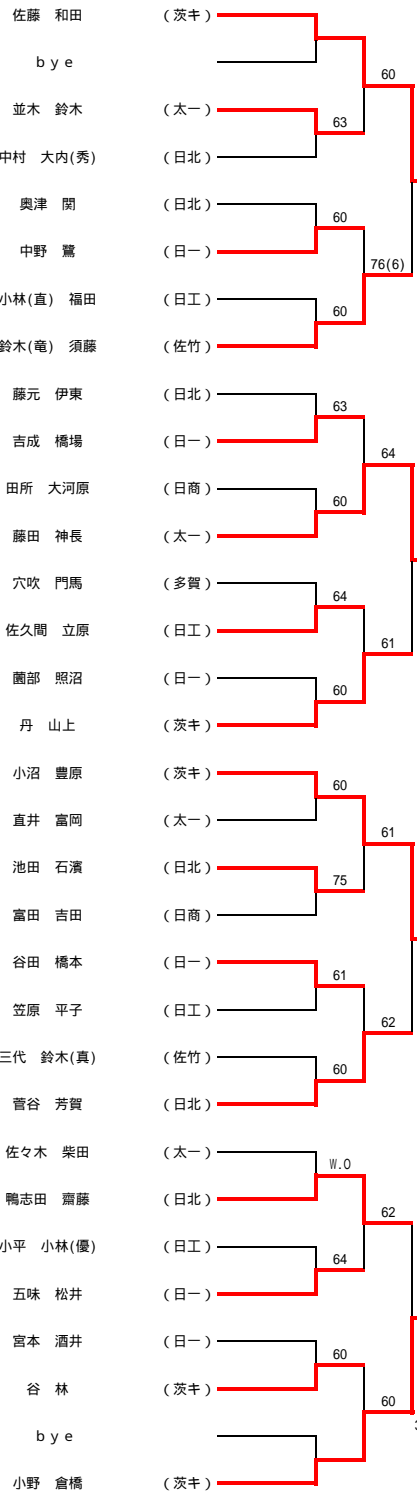 佐藤　和田 (茨キ)
ｂｙｅ
60
並木　鈴木 (太一)
63
中村　大内(秀) (日北)
奥津　関 (日北)
60
中野　鷺 (日一)
76(6)
小林(直)　福田 (日工)
60
鈴木(竜)　須藤 (佐竹)
藤元　伊東 (日北)
63
吉成　橋場 (日一)
64
田所　大河原 (日商)
60
藤田　神長 (太一)
穴吹　門馬 (多賀)
64
佐久間　立原 (日工)
61
薗部　照沼 (日一)
60
丹　山上 (茨キ)
小沼　豊原 (茨キ)
60
直井　富岡 (太一)
61
池田　石濱 (日北)
75
富田　吉田 (日商)
谷田　橋本 (日一)
61
笠原　平子 (日工)
62
三代　鈴木(真) (佐竹)
60
菅谷　芳賀 (日北)
佐々木　柴田 (太一)
W.O
鴨志田　齋藤 (日北)
62
小平　小林(優) (日工)
64
五味　松井 (日一)
宮本　酒井 (日一)
60
谷　林 (茨キ)
60
ｂｙｅ
小野　倉橋 (茨キ)